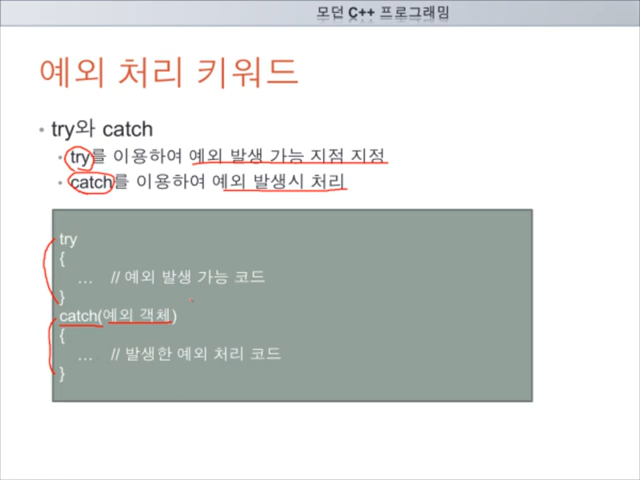 모던 C++ 프로그래밍
예외 처리 키워드
• try와 catch
• try를 이용하여 예외 발생 가능 지점 지정
• catch를 이용하여 예외 발생시 처리
try
{
... // 예외 발생 가능 코드
}
catch(예외 객체)
{
... // 발생한 예외 처리 코드
}